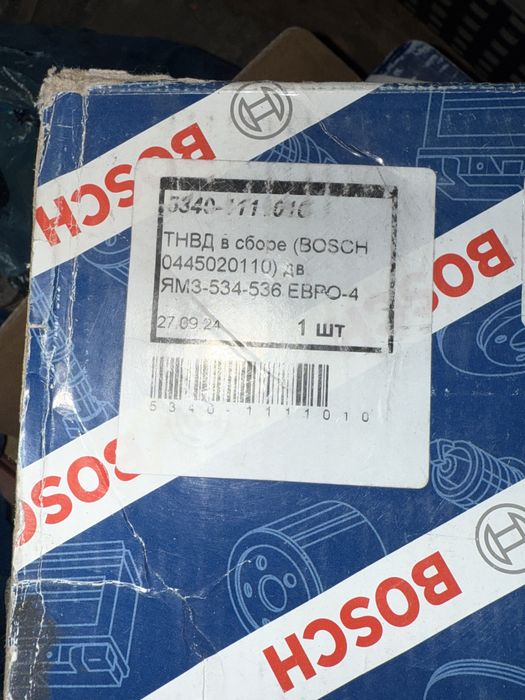 BOSCH
BOSCH
5340-1111010
ТНВД в сборе (BOSCH
0445020110) дв
ЯМЗ-534-536 ЕВРО-4
27.09.24 1 шт
5340-1111010
BOSCH
BOSCH